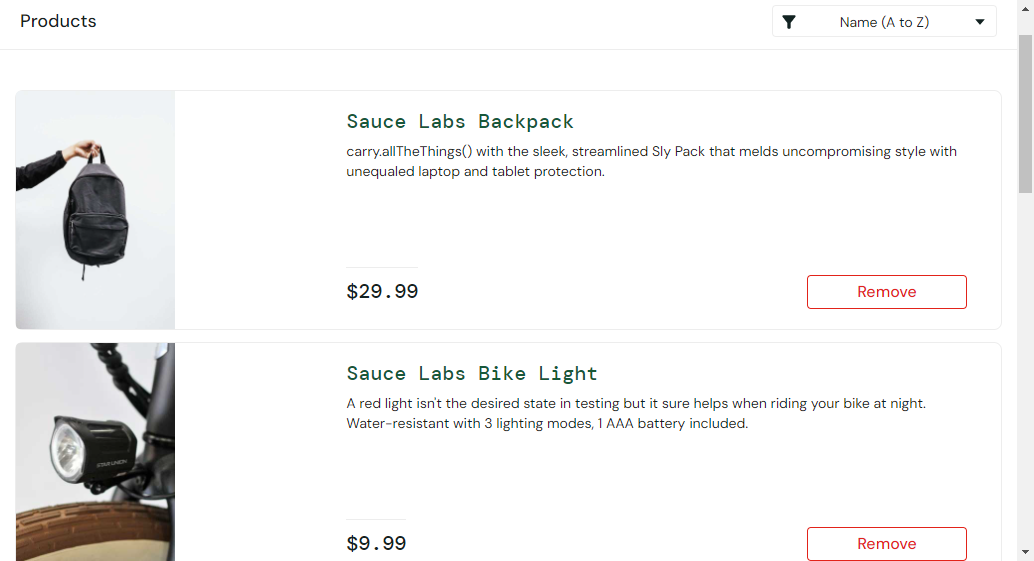 Products
Name (A to Z)
Sauce Labs Backpack
carry.allTheThings() with the sleek, streamlined Sly Pack that melds uncompromising style with
unequaled laptop and tablet protection.
$29.99
Remove
Sauce Labs Bike Light
A red light isn't the desired state in testing but it sure helps when riding your bike at night.
Water-resistant with 3 lighting modes, 1 AAA battery included.
$9.99
Remove